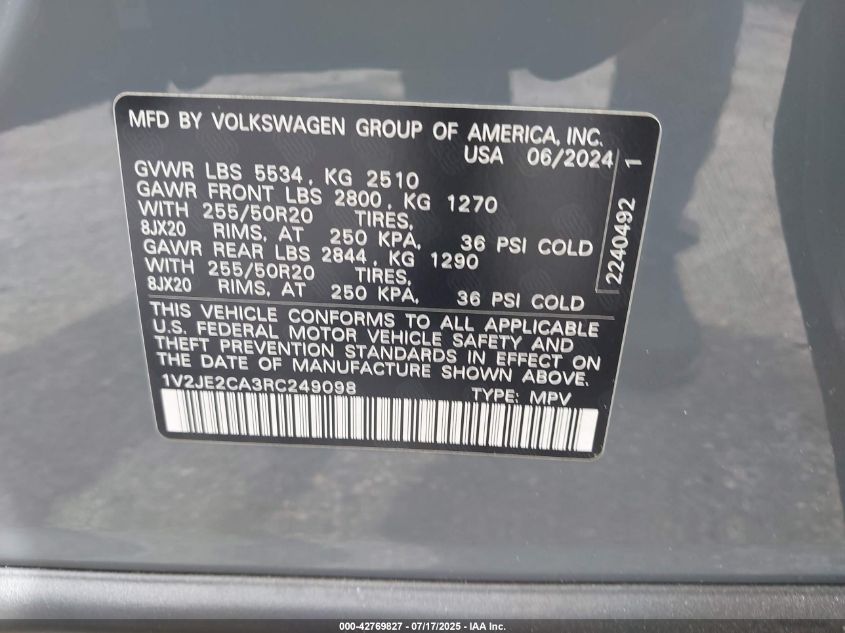 MFD BY VOLKSWAGEN GROUP OF AMERICA, INC.
USA 06/2024
GVWR LBS 5534, KG 2510
GAWR FRONT LBS 2800, KG 1270
WITH 255/50R20 TIRES,
8JX20 RIMS, AT 250 KPA, 36 PSI COLD
GAWR REAR LBS 2844, KG 1290
WITH 255/50R20 TIRES,
8JX20 RIMS, AT 250 KPA, 36 PSI COLD
2240492 1
THIS VEHICLE CONFORMS TO ALL APPLICABLE
U.S. FEDERAL MOTOR VEHICLE SAFETY AND
THEFT PREVENTION STANDARDS IN EFFECT ON
THE DATE OF MANUFACTURE SHOWN ABOVE.
1V2JE2CA3RC249098 TYPE: MPV
000-42769827 - 07/17/2025 - IAA Inc.